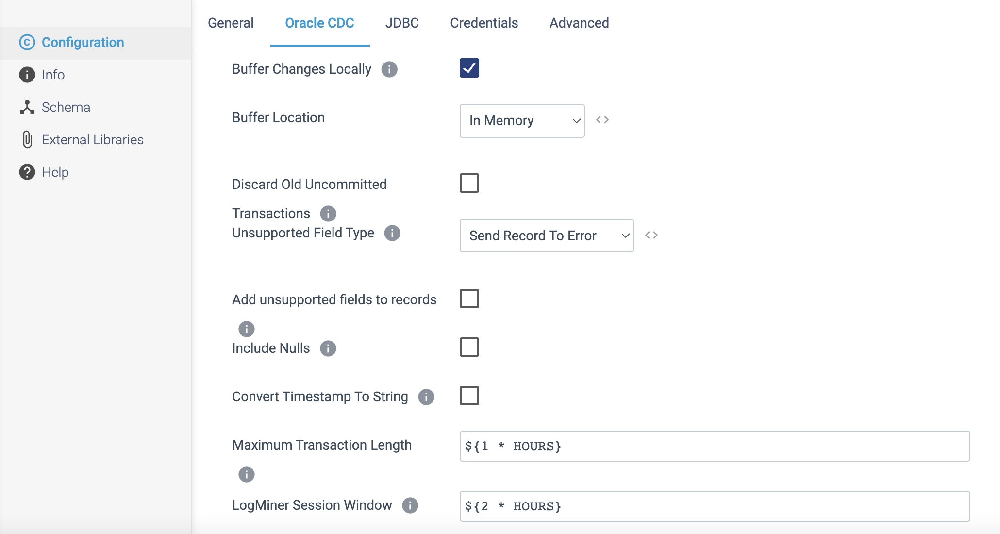 General Oracle CDC JDBC Credentials Advanced
Configuration
Info
Schema
External Libraries
Help
Buffer Changes Locally
Buffer Location In Memory
Discard Old Uncommitted
Transactions
Unsupported Field Type Send Record To Error
Add unsupported fields to records
Include Nulls
Convert Timestamp To String
Maximum Transaction Length ${1 * HOURS}
LogMiner Session Window ${2 * HOURS}